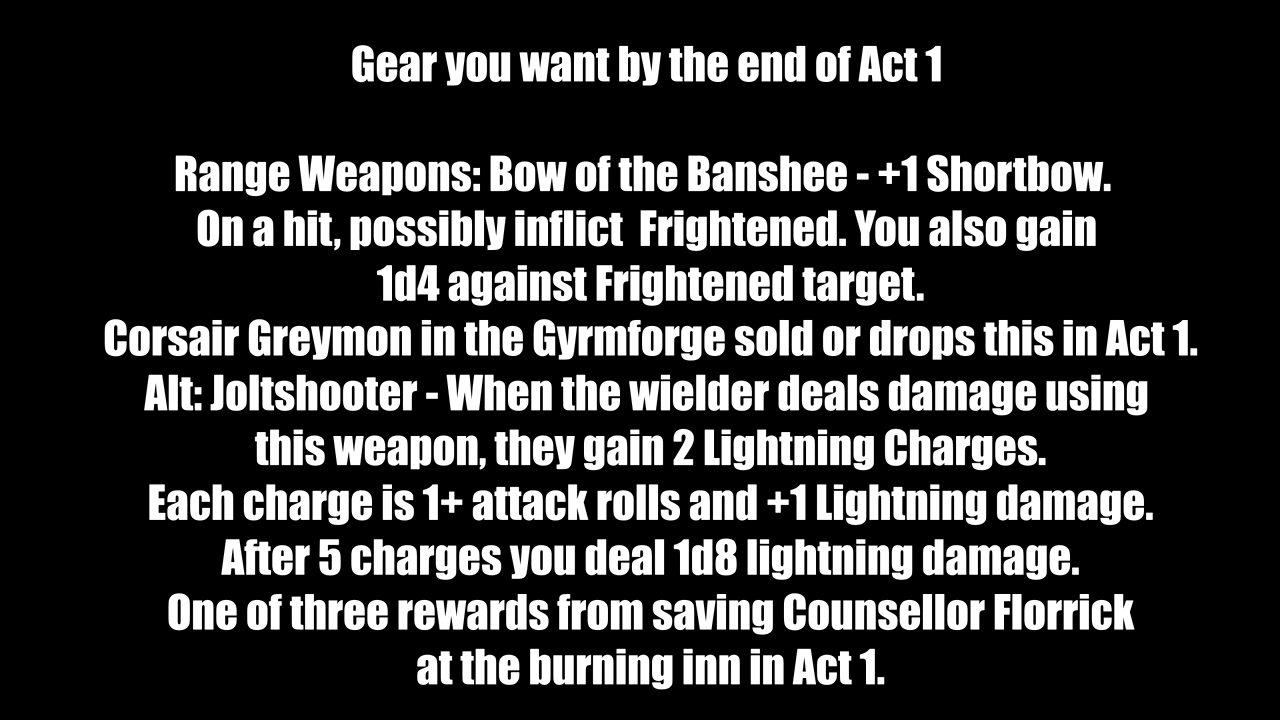 Gear you want by the end of Act 1
Range Weapons: Bow of the Banshee - +1 Shortbow.
On a hit, possibly inflict  Frightened. You also gain
1d4 against Frightened target.
Corsair Greymon in the Gyrmforge sold or drops this in Act 1.
Alt: Joltshooter - When the wielder deals damage using
this weapon, they gain 2 Lightning Charges.
Each charge is 1+ attack rolls and +1 Lightning damage.
After 5 charges you deal 1d8 lightning damage.
One of three rewards from saving Counsellor Florrick
at the burning inn in Act 1.